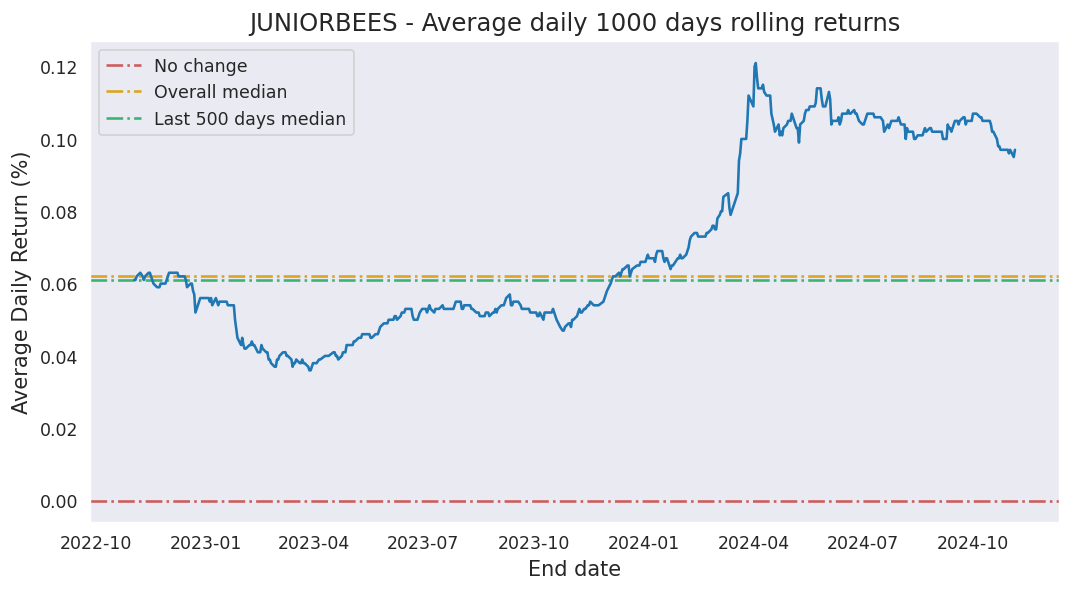 JUNIORBEES - Average daily 1000 days rolling returns
No change
Overall median
Last 500 days median
Average Daily Return (%)
0.12
0.10
0.08
0.06
0.04
0.02
0.00
2022-10 2023-01 2023-04 2023-07 2023-10 2024-01 2024-04 2024-07 2024-10
End date